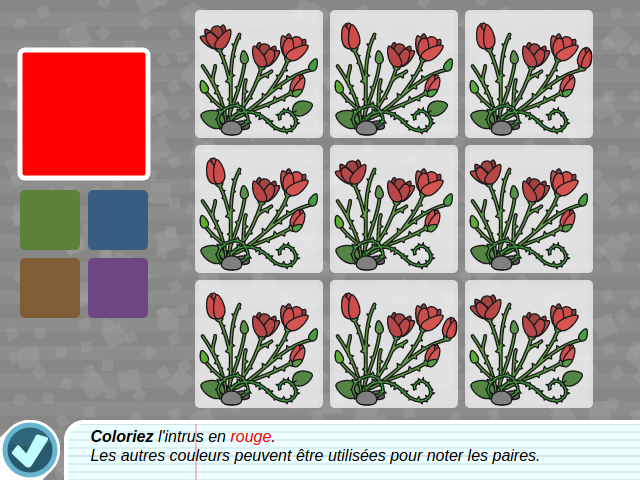 Coloriez l'intrus en rouge.
Les autres couleurs peuvent être utilisées pour noter les paires.